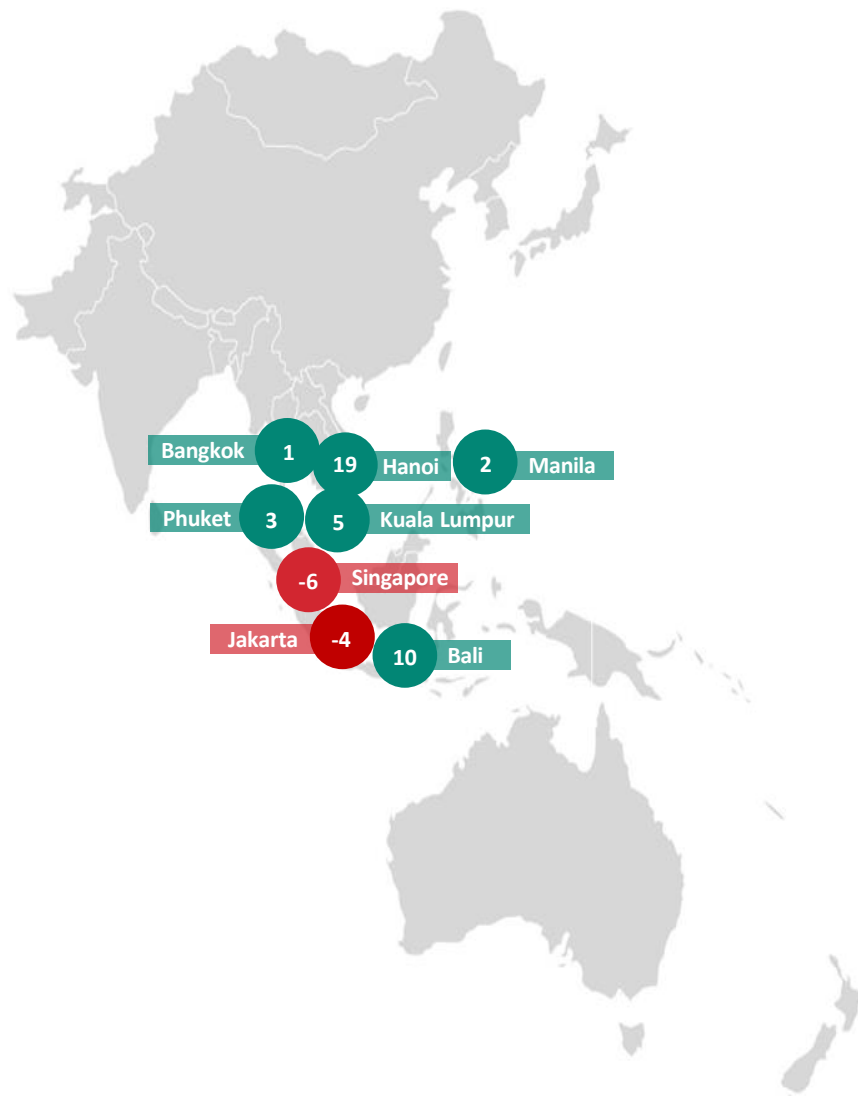 Bangkok 1
19 Hanoi
2 Manila
Phuket 3
5 Kuala Lumpur
-6 Singapore
Jakarta -4
10 Bali